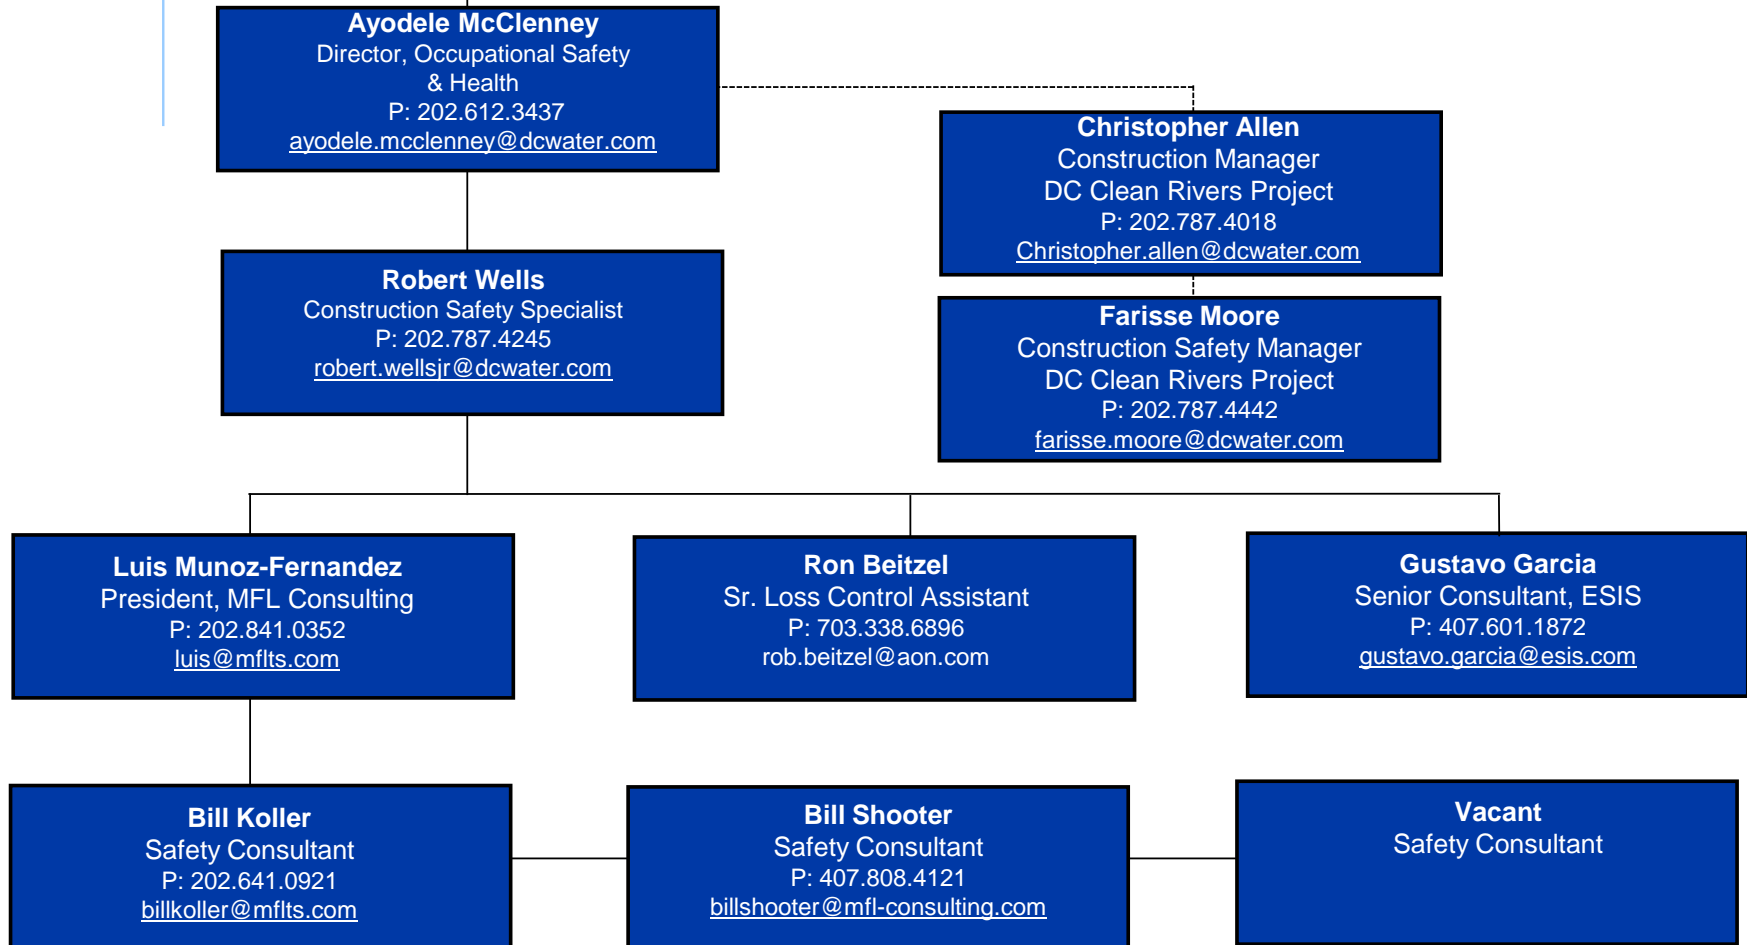 Ayodele McClenney
Director, Occupational Safety
& Health
P: 202.612.3437
ayodele.mcclenney@dcwater.com
Christopher Allen
Construction Manager
DC Clean Rivers Project
P: 202.787.4018
Christopher.allen@dcwater.com
Robert Wells
Construction Safety Specialist
P: 202.787.4245
robert.wellsjr@dcwater.com
Farisse Moore
Construction Safety Manager
DC Clean Rivers Project
P: 202.787.4442
farisse.moore@dcwater.com
Luis Munoz-Fernandez
President, MFL Consulting
P: 202.841.0352
luis@mflts.com
Ron Beitzel
Sr. Loss Control Assistant
P: 703.338.6896
rob.beitzel@aon.com
Gustavo Garcia
Senior Consultant, ESIS
P: 407.601.1872
gustavo.garcia@esis.com
Bill Koller
Safety Consultant
P: 202.641.0921
billkoller@mflts.com
Bill Shooter
Safety Consultant
P: 407.808.4121
billshooter@mfl-consulting.com
Vacant
Safety Consultant